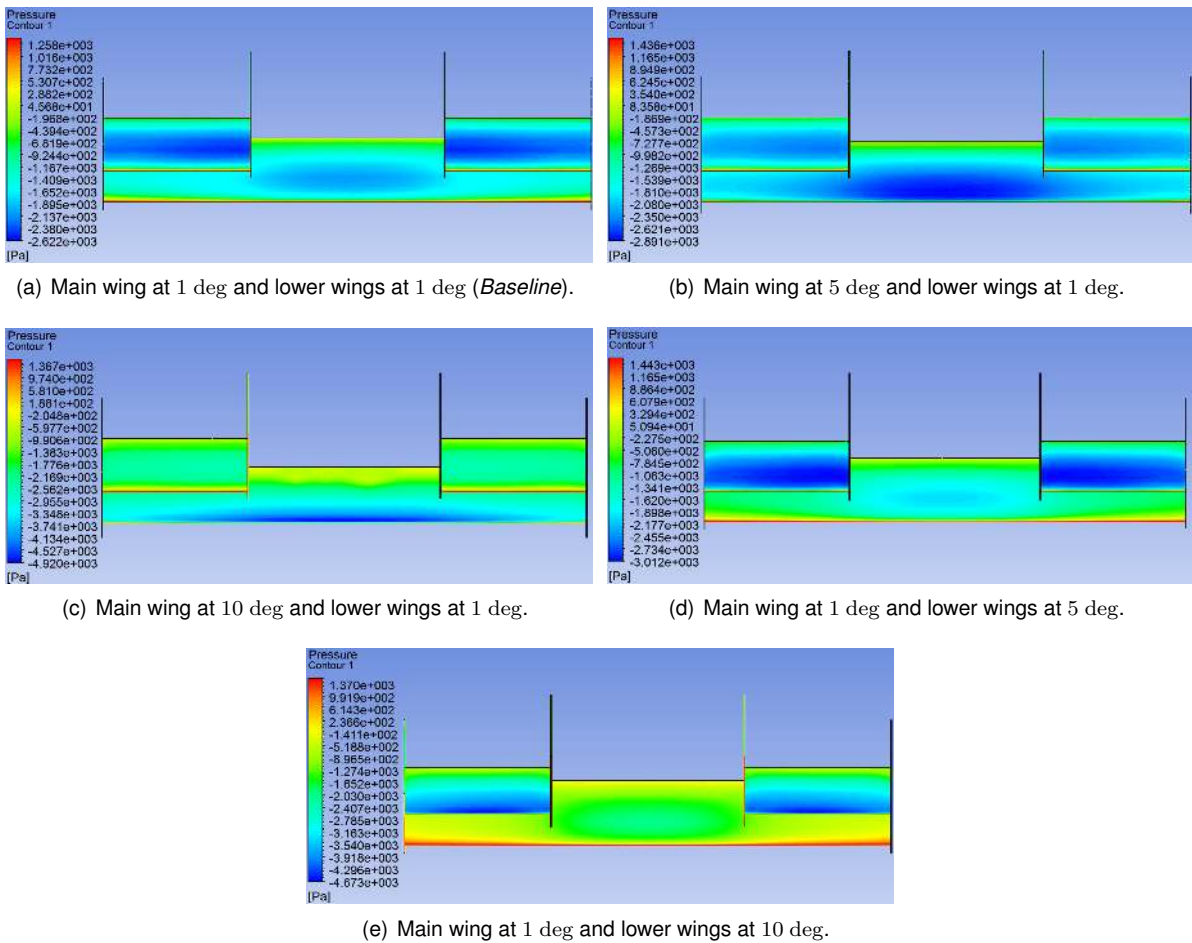 Pressure
Contour 1
1.258e+003
1.016e+003
7.732e+002
5.307e+002
2.882e+002
4.568e+001
-1.968e+002
-4.394e+002
-6.819e+002
-9.244e+002
-1.167e+003
-1.409e+003
-1.652e+003
-1.895e+003
-2.137e+003
-2.380e+003
-2.622e+003
[Pa]
(a) Main wing at 1 deg and lower wings at 1 deg (Baseline).
Pressure
Contour 1
1.436e+003
1.165e+003
8.949e+002
6.245e+002
3.540e+002
8.358e+001
-1.869e+002
-4.573e+002
-7.277e+002
-9.982e+002
-1.269e+003
-1.539e+003
-1.810e+003
-2.080e+003
-2.350e+003
-2.621e+003
-2.891e+003
[Pa]
(b) Main wing at 5 deg and lower wings at 1 deg.
Pressure
Contour 1
1.367e+003
9.740e+002
5.810e+002
1.881e+002
-2.048e+002
-5.977e+002
-9.906e+002
-1.383e+003
-1.776e+003
-2.169e+003
-2.562e+003
-2.955e+003
-3.348e+003
-3.741e+003
-4.134e+003
-4.527e+003
-4.920e+003
[Pa]
(c) Main wing at 10 deg and lower wings at 1 deg.
Pressure
Contour 1
1.443e+003
1.165e+003
8.864e+002
6.079e+002
3.294e+002
5.094e+001
-2.275e+002
-5.060e+002
-7.845e+002
-1.063e+003
-1.341e+003
-1.620e+003
-1.898e+003
-2.177e+003
-2.455e+003
-2.734e+003
-3.012e+003
[Pa]
(d) Main wing at 1 deg and lower wings at 5 deg.
Pressure
Contour 1
1.370e+003
9.919e+002
6.143e+002
2.366e+002
-1.411e+002
-5.188e+002
-8.965e+002
-1.274e+003
-1.652e+003
-2.030e+003
-2.407e+003
-2.785e+003
-3.163e+003
-3.540e+003
-3.918e+003
-4.296e+003
-4.673e+003
[Pa]
(e) Main wing at 1 deg and lower wings at 10 deg.